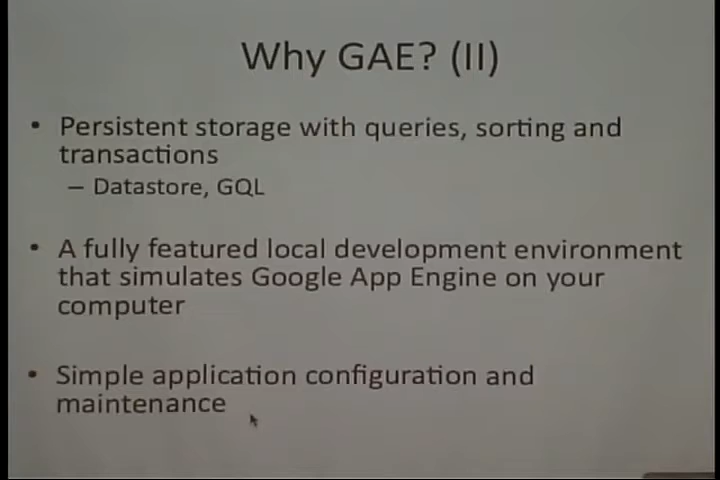 Why GAE? (II)
• Persistent storage with queries, sorting and
transactions
– Datastore, GQL
• A fully featured local development environment
that simulates Google App Engine on your
computer
• Simple application configuration and
maintenance